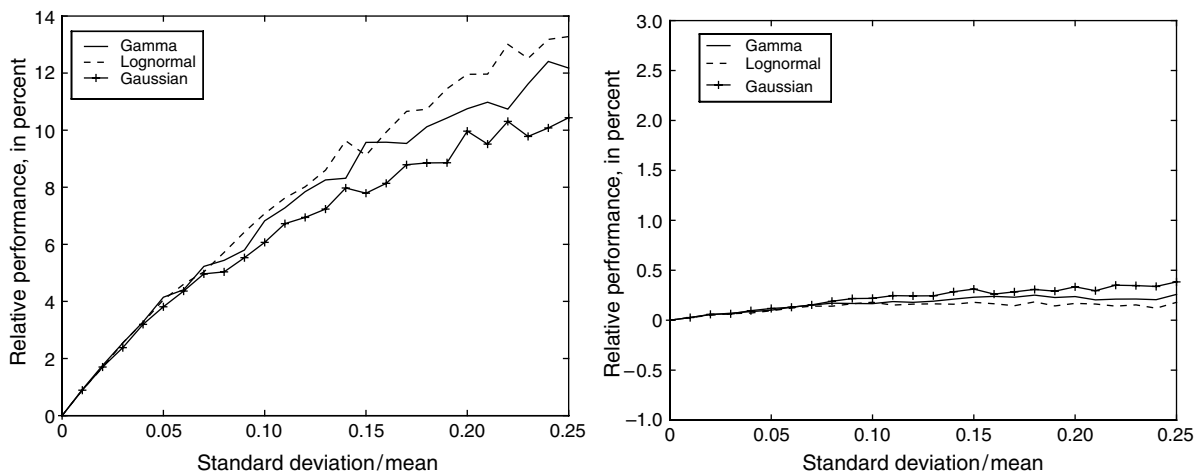 Relative performance, in percent
14
12
10
8
6
4
2
0
Gamma
Lognormal
Gaussian
0 0.05 0.10 0.15 0.20 0.25
Standard deviation/mean
Relative performance, in percent
3.0
2.5
2.0
1.5
1.0
0.5
0
−0.5
−1.0
Gamma
Lognormal
Gaussian
0 0.05 0.10 0.15 0.20 0.25
Standard deviation/mean